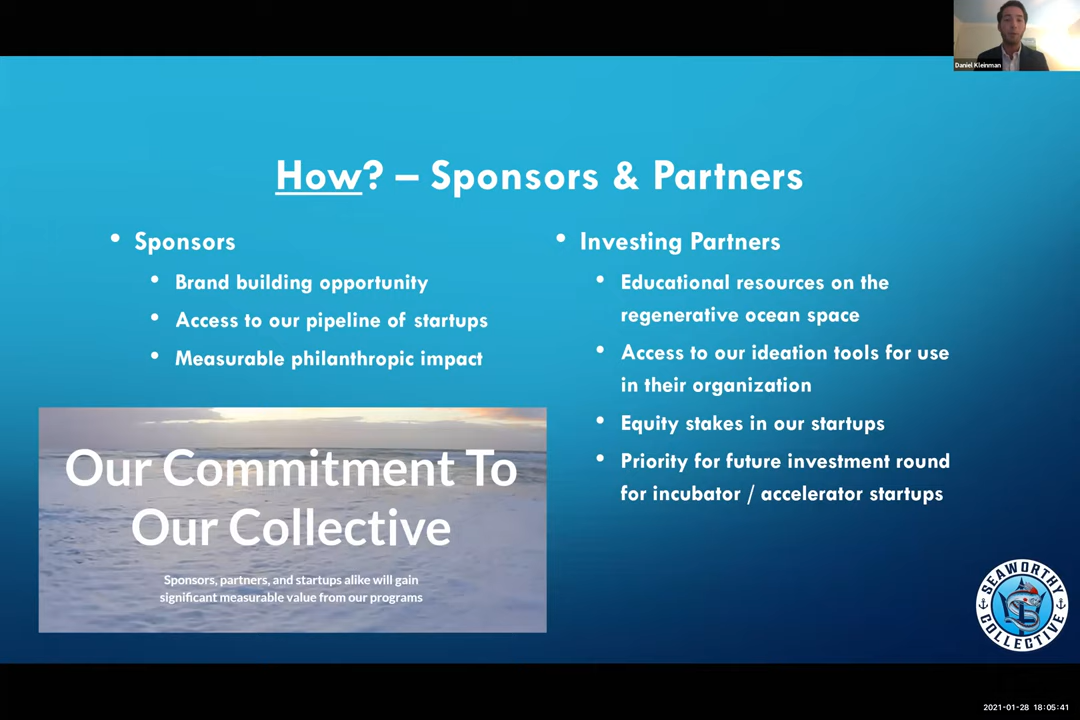 Daniel Kleinman
How? – Sponsors & Partners
• Sponsors
• Brand building opportunity
• Access to our pipeline of startups
• Measurable philanthropic impact
Our Commitment To
Our Collective
Sponsors, partners, and startups alike will gain
significant measurable value from our programs
• Investing Partners
• Educational resources on the
regenerative ocean space
• Access to our ideation tools for use
in their organization
• Equity stakes in our startups
• Priority for future investment round
for incubator / accelerator startups
SEAWORTHY
COLLECTIVE
2021-01-28 18:05:41